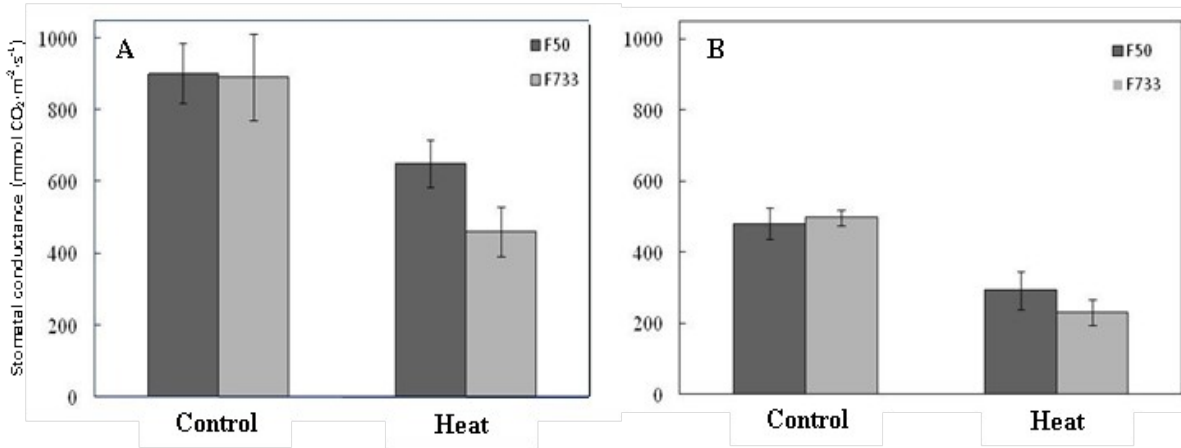 Stomatal conductance (mmol CO₂·m⁻²·s⁻¹)
A
1000
800
600
400
200
0
F50
F733
Control
Heat
B
1000
800
600
400
200
0
F50
F733
Control
Heat